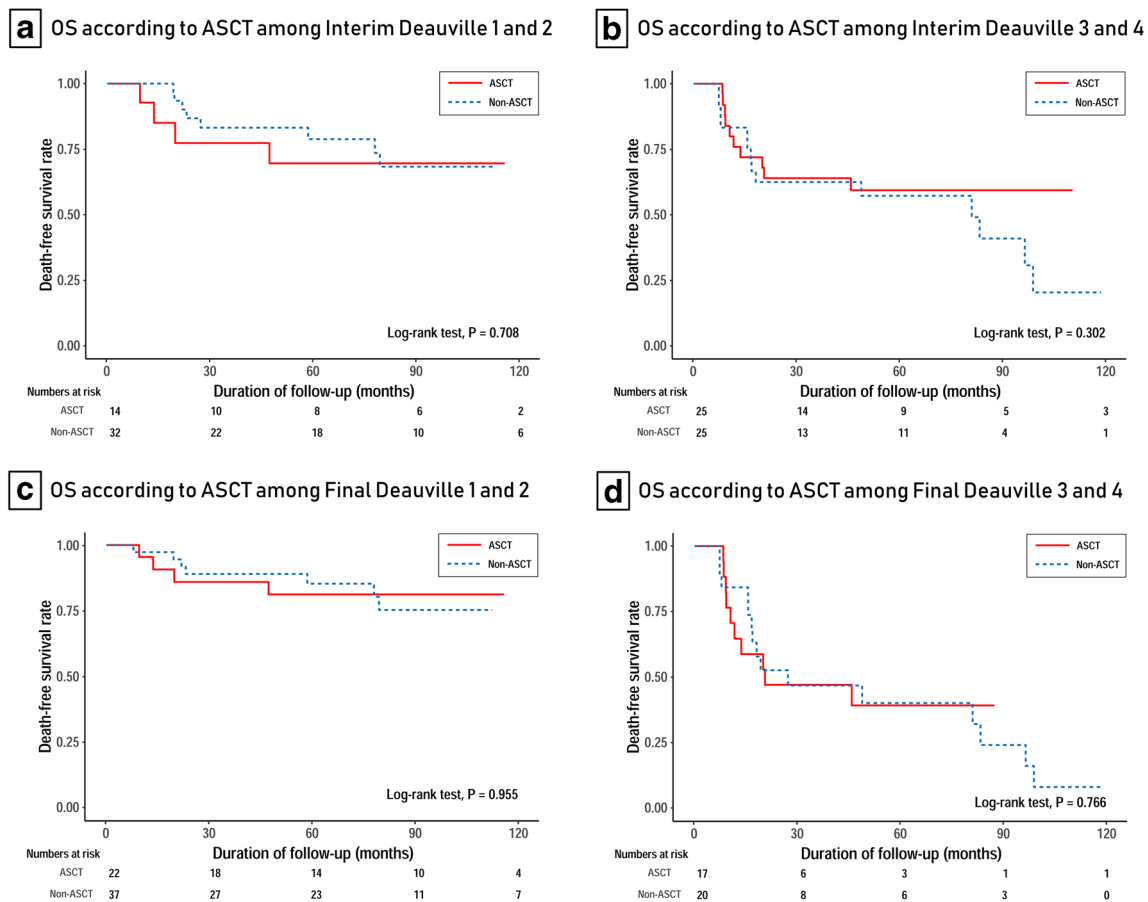 a OS according to ASCT among Interim Deauville 1 and 2
ASCT
Non-ASCT
Death-free survival rate
1.00
0.75
0.50
0.25
0.00
Log-rank test, P = 0.708
0 30 60 90 120
Duration of follow-up (months)
Numbers at risk
ASCT 14 10 8 6 2
Non-ASCT 32 22 18 10 6
b OS according to ASCT among Interim Deauville 3 and 4
ASCT
Non-ASCT
Death-free survival rate
1.00
0.75
0.50
0.25
0.00
Log-rank test, P = 0.302
0 30 60 90 120
Duration of follow-up (months)
Numbers at risk
ASCT 25 14 9 5 3
Non-ASCT 25 13 11 4 1
c OS according to ASCT among Final Deauville 1 and 2
ASCT
Non-ASCT
Death-free survival rate
1.00
0.75
0.50
0.25
0.00
Log-rank test, P = 0.955
0 30 60 90 120
Duration of follow-up (months)
Numbers at risk
ASCT 22 18 14 10 4
Non-ASCT 37 27 23 11 7
d OS according to ASCT among Final Deauville 3 and 4
ASCT
Non-ASCT
Death-free survival rate
1.00
0.75
0.50
0.25
0.00
Log-rank test, P = 0.766
0 30 60 90 120
Duration of follow-up (months)
Numbers at risk
ASCT 17 6 3 1 1
Non-ASCT 20 8 6 3 0